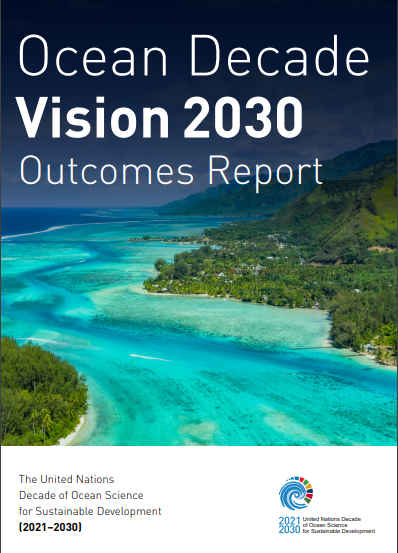 Ocean Decade
Vision 2030
Outcomes Report
The United Nations
Decade of Ocean Science
for Sustainable Development
(2021–2030)
2021
2030
United Nations Decade
of Ocean Science
for Sustainable Development